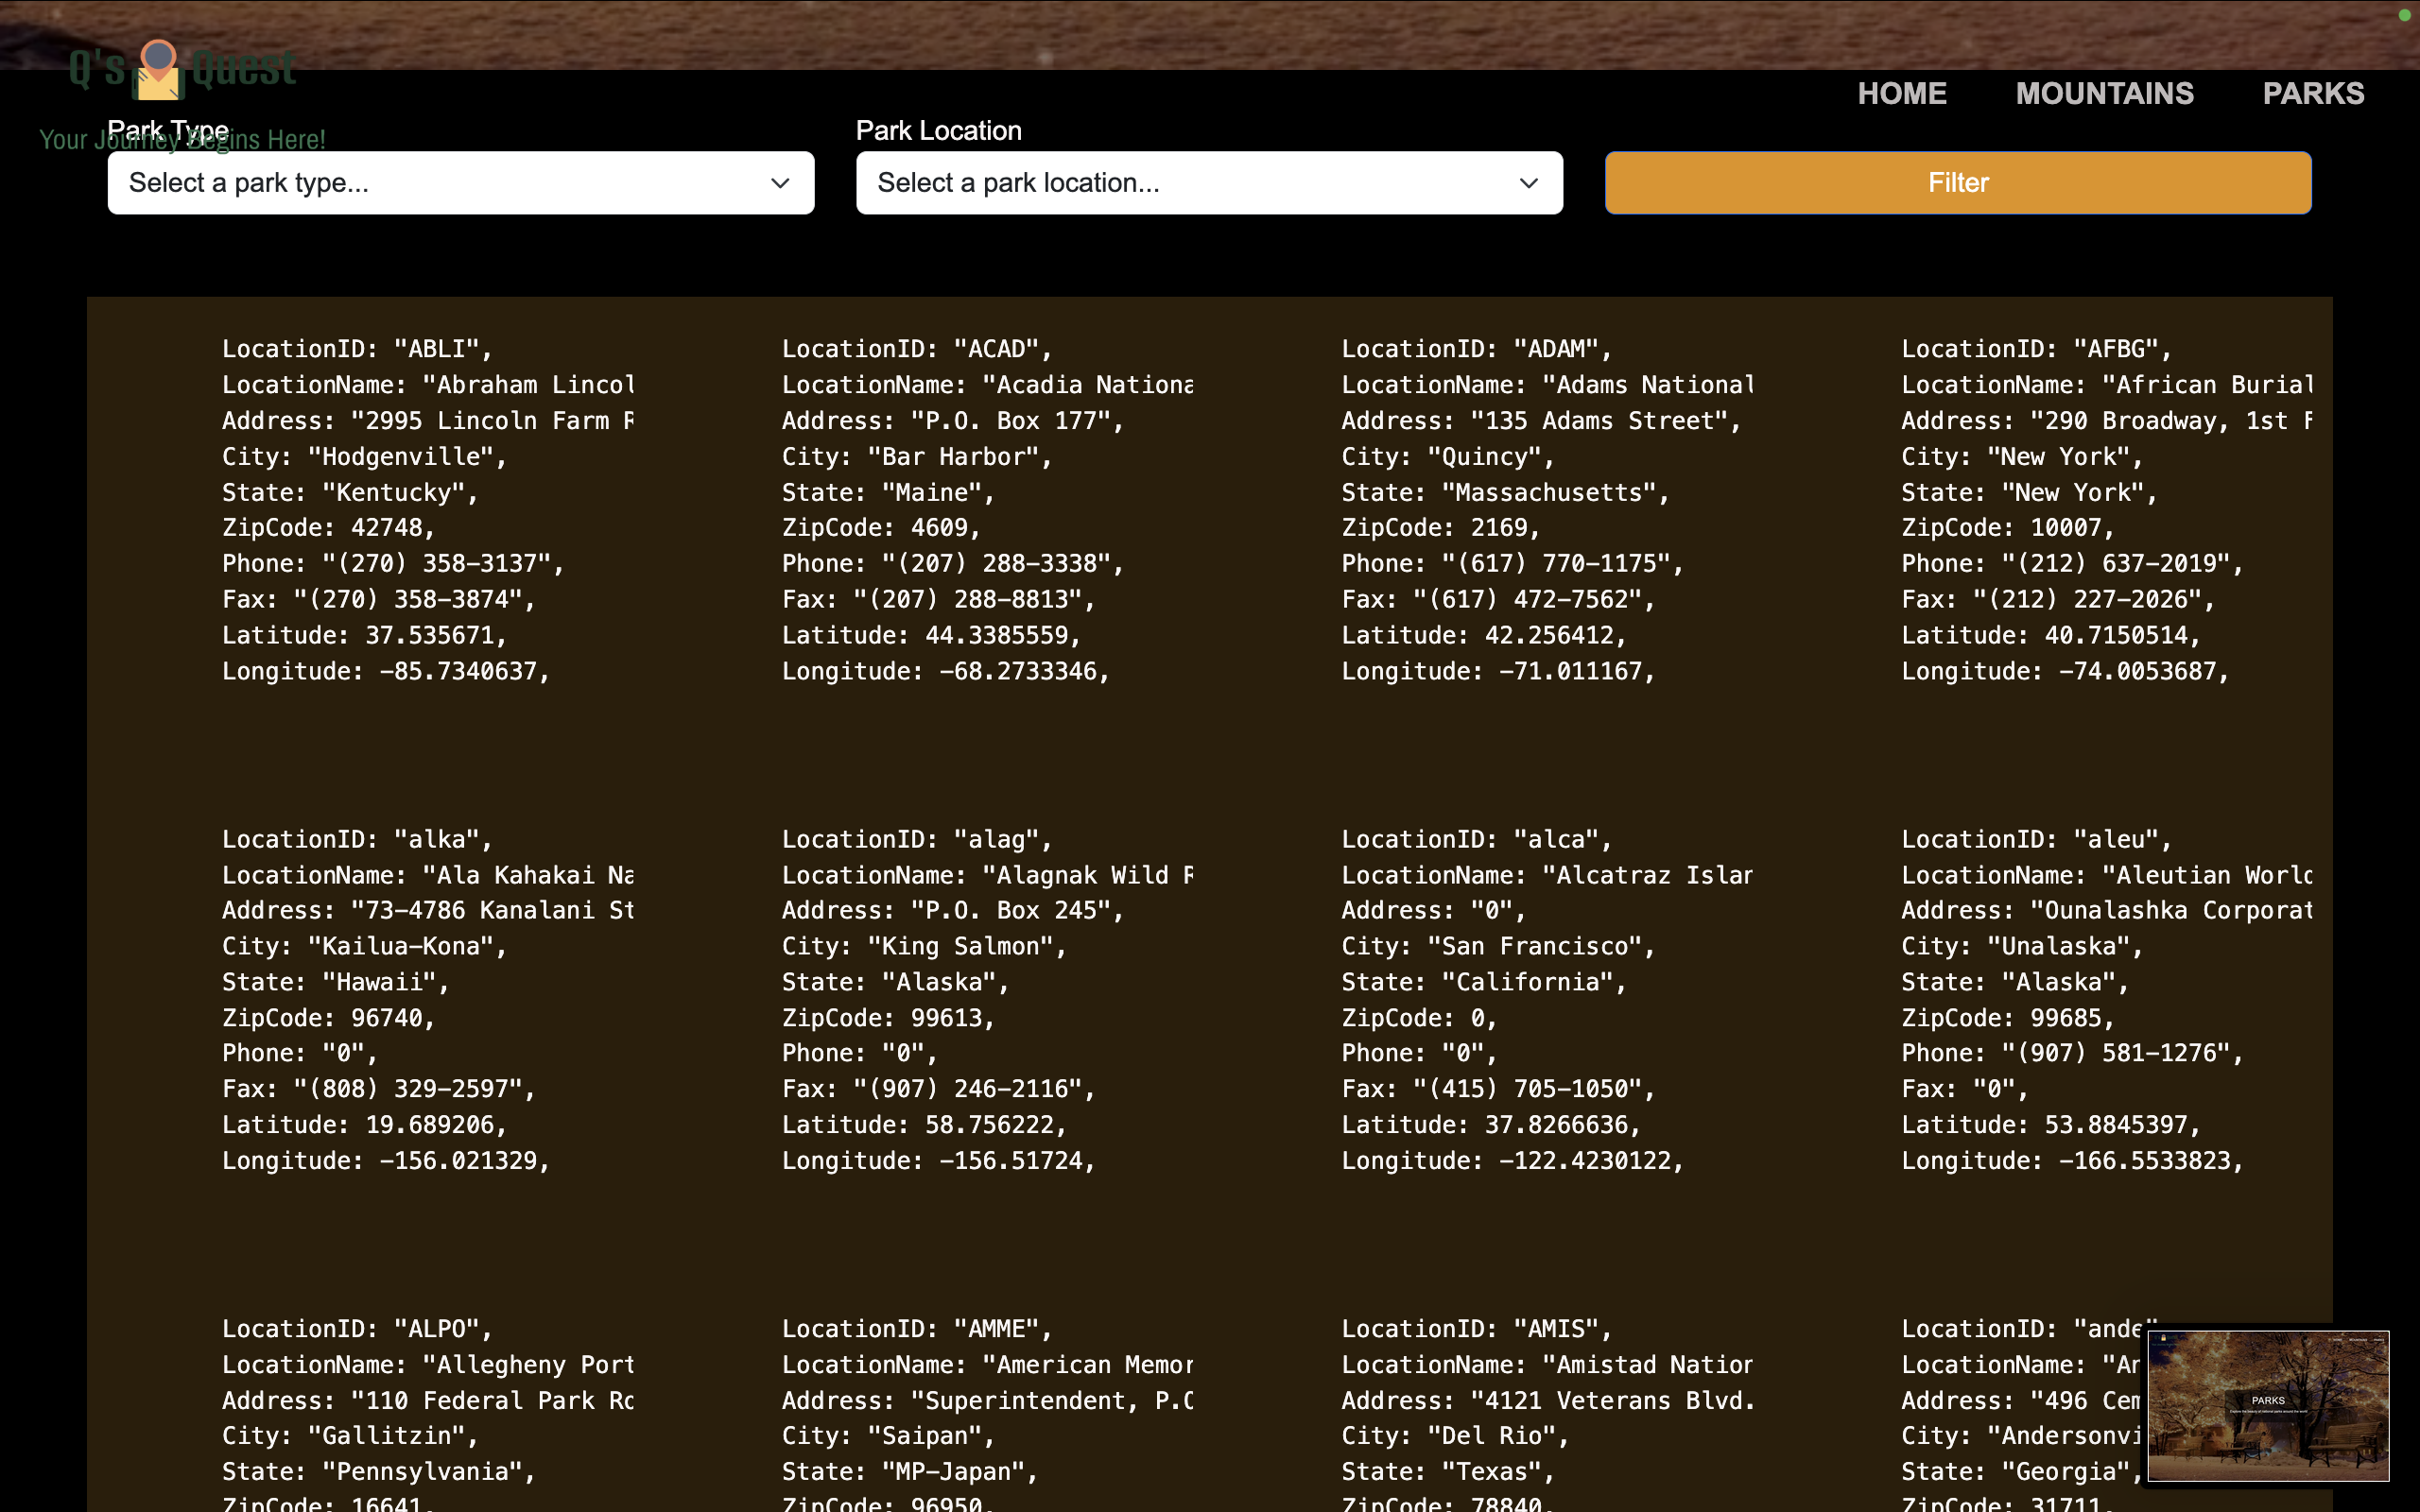 Q's Quest
HOME MOUNTAINS PARKS
Your Journey Begins Here!
Park Type
Park Location
Select a park type...
Select a park location...
Filter
LocationID: "ABLI",
LocationName: "Abraham Lincol
Address: "2995 Lincoln Farm R
City: "Hodgenville",
State: "Kentucky",
ZipCode: 42748,
Phone: "(270) 358-3137",
Fax: "(270) 358-3874",
Latitude: 37.535671,
Longitude: -85.7340637,
LocationID: "ACAD",
LocationName: "Acadia Nationa
Address: "P.O. Box 177",
City: "Bar Harbor",
State: "Maine",
ZipCode: 4609,
Phone: "(207) 288-3338",
Fax: "(207) 288-8813",
Latitude: 44.3385559,
Longitude: -68.2733346,
LocationID: "ADAM",
LocationName: "Adams National
Address: "135 Adams Street",
City: "Quincy",
State: "Massachusetts",
ZipCode: 2169,
Phone: "(617) 770-1175",
Fax: "(617) 472-7562",
Latitude: 42.256412,
Longitude: -71.011167,
LocationID: "AFBG",
LocationName: "African Burial
Address: "290 Broadway, 1st F
City: "New York",
State: "New York",
ZipCode: 10007,
Phone: "(212) 637-2019",
Fax: "(212) 227-2026",
Latitude: 40.7150514,
Longitude: -74.0053687,
LocationID: "alka",
LocationName: "Ala Kahakai Na
Address: "73-4786 Kanalani St
City: "Kailua-Kona",
State: "Hawaii",
ZipCode: 96740,
Phone: "0",
Fax: "(808) 329-2597",
Latitude: 19.689206,
Longitude: -156.021329,
LocationID: "alag",
LocationName: "Alagnak Wild R
Address: "P.O. Box 245",
City: "King Salmon",
State: "Alaska",
ZipCode: 99613,
Phone: "0",
Fax: "(907) 246-2116",
Latitude: 58.756222,
Longitude: -156.51724,
LocationID: "alca",
LocationName: "Alcatraz Islan
Address: "0",
City: "San Francisco",
State: "California",
ZipCode: 0,
Phone: "0",
Fax: "(415) 705-1050",
Latitude: 37.8266636,
Longitude: -122.4230122,
LocationID: "aleu",
LocationName: "Aleutian World
Address: "Ounalashka Corporat
City: "Unalaska",
State: "Alaska",
ZipCode: 99685,
Phone: "(907) 581-1276",
Fax: "0",
Latitude: 53.8845397,
Longitude: -166.5533823,
LocationID: "ALPO",
LocationName: "Allegheny Port
Address: "110 Federal Park Ro
City: "Gallitzin",
State: "Pennsylvania",
ZipCode: 16641,
LocationID: "AMME",
LocationName: "American Memor
Address: "Superintendent, P.O
City: "Saipan",
State: "MP-Japan",
ZipCode: 96950,
LocationID: "AMIS",
LocationName: "Amistad Nation
Address: "4121 Veterans Blvd.
City: "Del Rio",
State: "Texas",
ZipCode: 78840,
LocationID: "ande"
LocationName: "An
Address: "496 Cem
City: "Andersonvi
State: "Georgia",
ZipCode: 31711,
PARKS